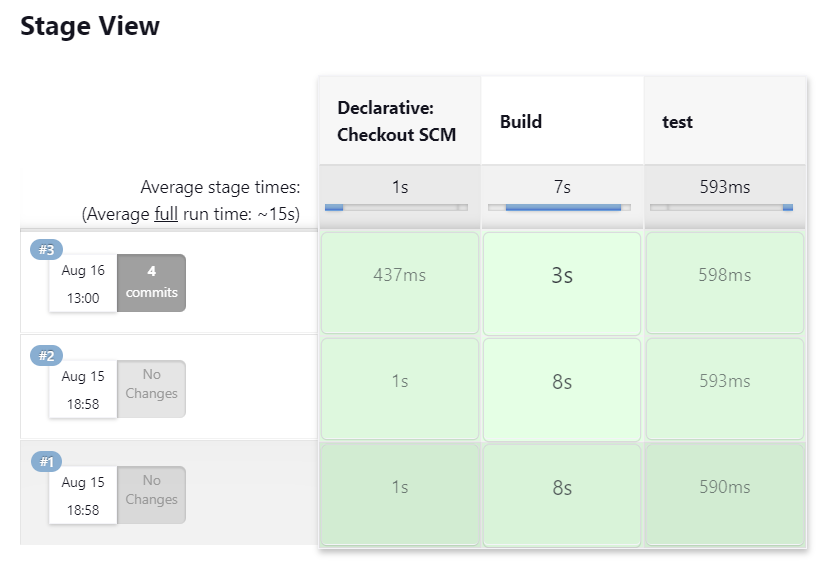 Stage View
Declarative:
Checkout SCM
Build
test
Average stage times:
(Average full run time: ~15s)
1s
7s
593ms
#3
Aug 16
13:00
4
commits
437ms
3s
598ms
#2
Aug 15
18:58
No
Changes
1s
8s
593ms
#1
Aug 15
18:58
No
Changes
1s
8s
590ms